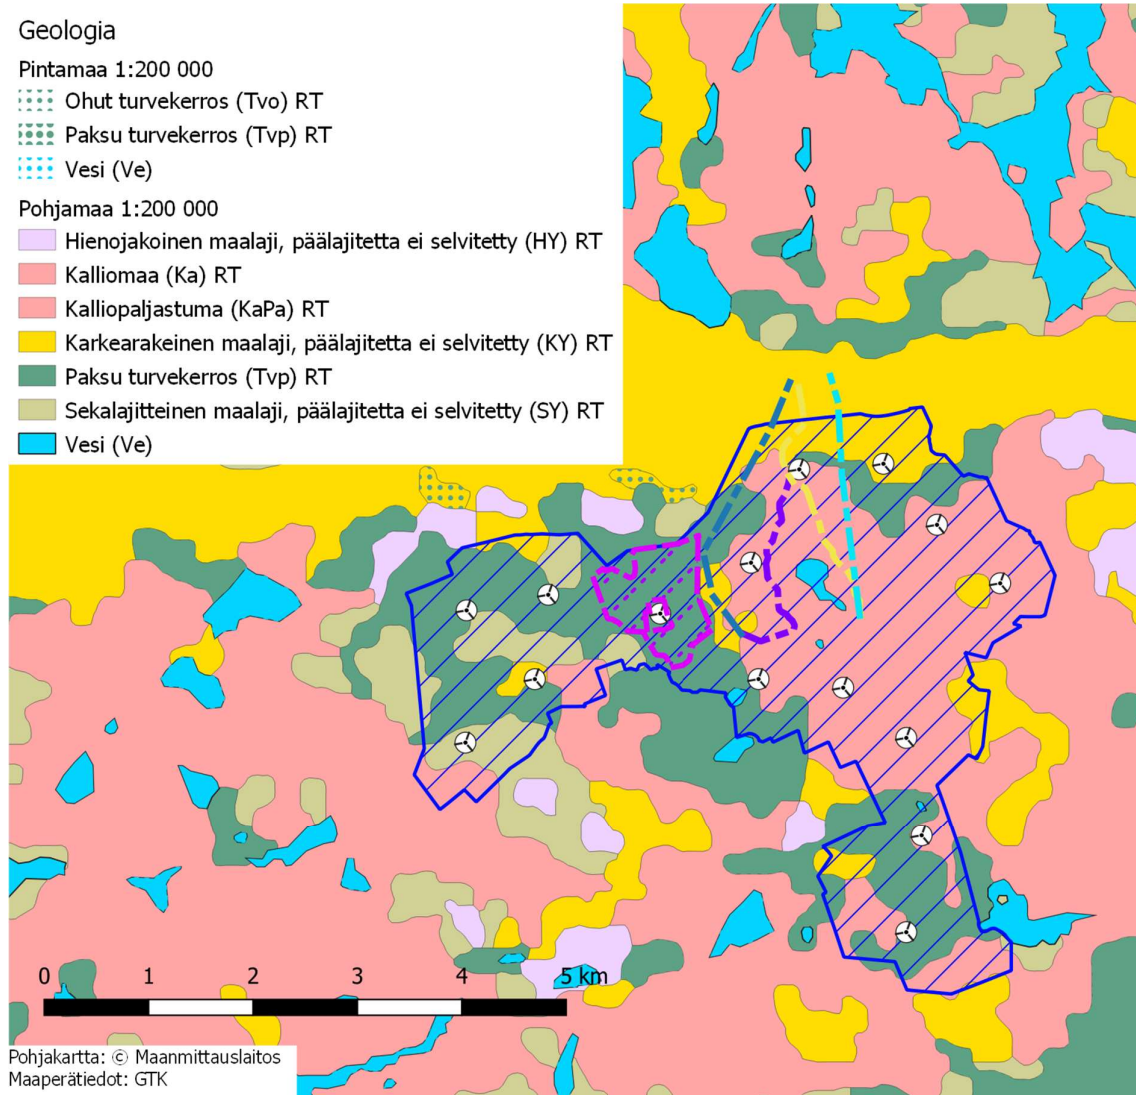 Geologia
Pintamaa 1:200 000
Ohut turvekerros (Tvo) RT
Paksu turvekerros (Tvp) RT
Vesi (Ve)
Pohjamaa 1:200 000
Hienojakoinen maalaji, päälajitetta ei selvitetty (HY) RT
Kalliomaa (Ka) RT
Kalliopaljastuma (KaPa) RT
Karkearakeinen maalaji, päälajitetta ei selvitetty (KY) RT
Paksu turvekerros (Tvp) RT
Sekalajitteinen maalaji, päälajitetta ei selvitetty (SY) RT
Vesi (Ve)
0 1 2 3 4 5 km
Pohjakartta: © Maanmittauslaitos
Maaperätiedot: GTK